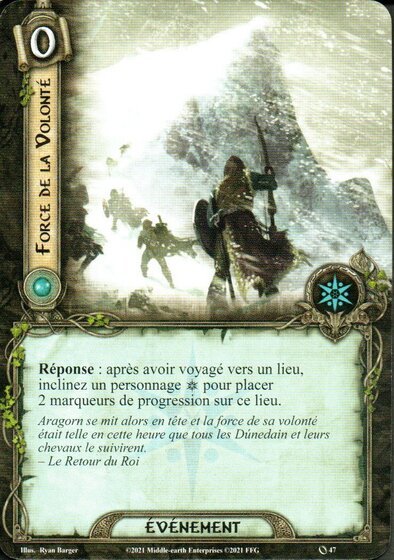 0
FORCE DE LA VOLONTÉ
Réponse : après avoir voyagé vers un lieu,
inclinez un personnage pour placer
2 marqueurs de progression sur ce lieu.
Aragorn se mit alors en tête et la force de sa volonté
était telle en cette heure que tous les Dúnedain et leurs
chevaux le suivirent.
– Le Retour du Roi
ÉVÉNEMENT
Illus. Ryan Barger ©2021 Middle-earth Enterprises ©2021 FFG 47